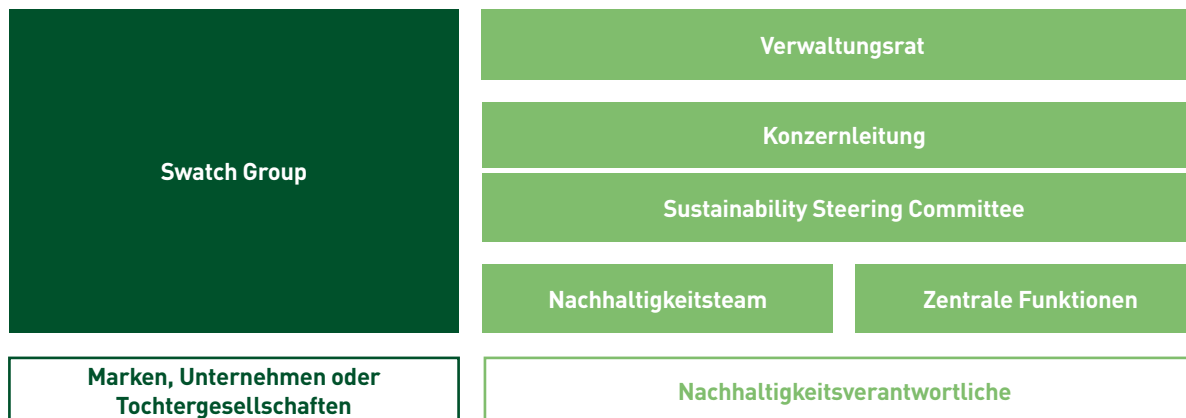 Swatch Group
Verwaltungsrat
Konzernleitung
Sustainability Steering Committee
Nachhaltigkeitsteam
Zentrale Funktionen
Marken, Unternehmen oder
Tochtergesellschaften
Nachhaltigkeitsverantwortliche